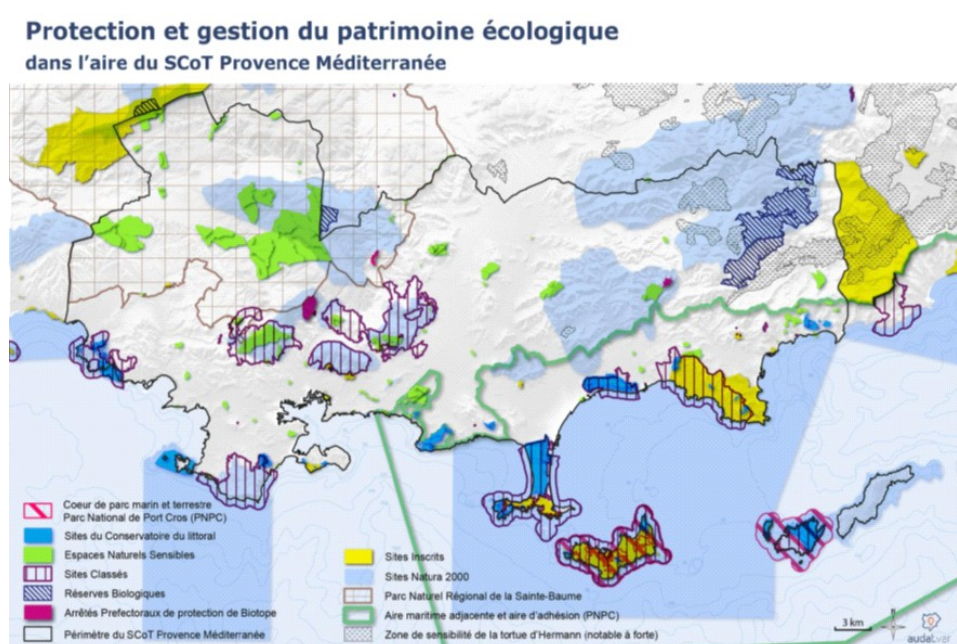 Protection et gestion du patrimoine écologique
dans l'aire du SCoT Provence Méditerranée
Coeur de parc marin et terrestre
Parc National de Port Cros (PNPC)
Sites du Conservatoire du littoral
Espaces Naturels Sensibles
Sites Classés
Réserves Biologiques
Arrêtés Prefectoraux de protection de Biotope
Périmètre du SCoT Provence Méditerranée
Sites Inscrits
Sites Natura 2000
Parc Naturel Régional de la Sainte-Baume
Aire maritime adjacente et aire d'adhésion (PNPC)
Zone de sensibilité de la tortue d'Hermann (notable à forte)
3 km
audat.var